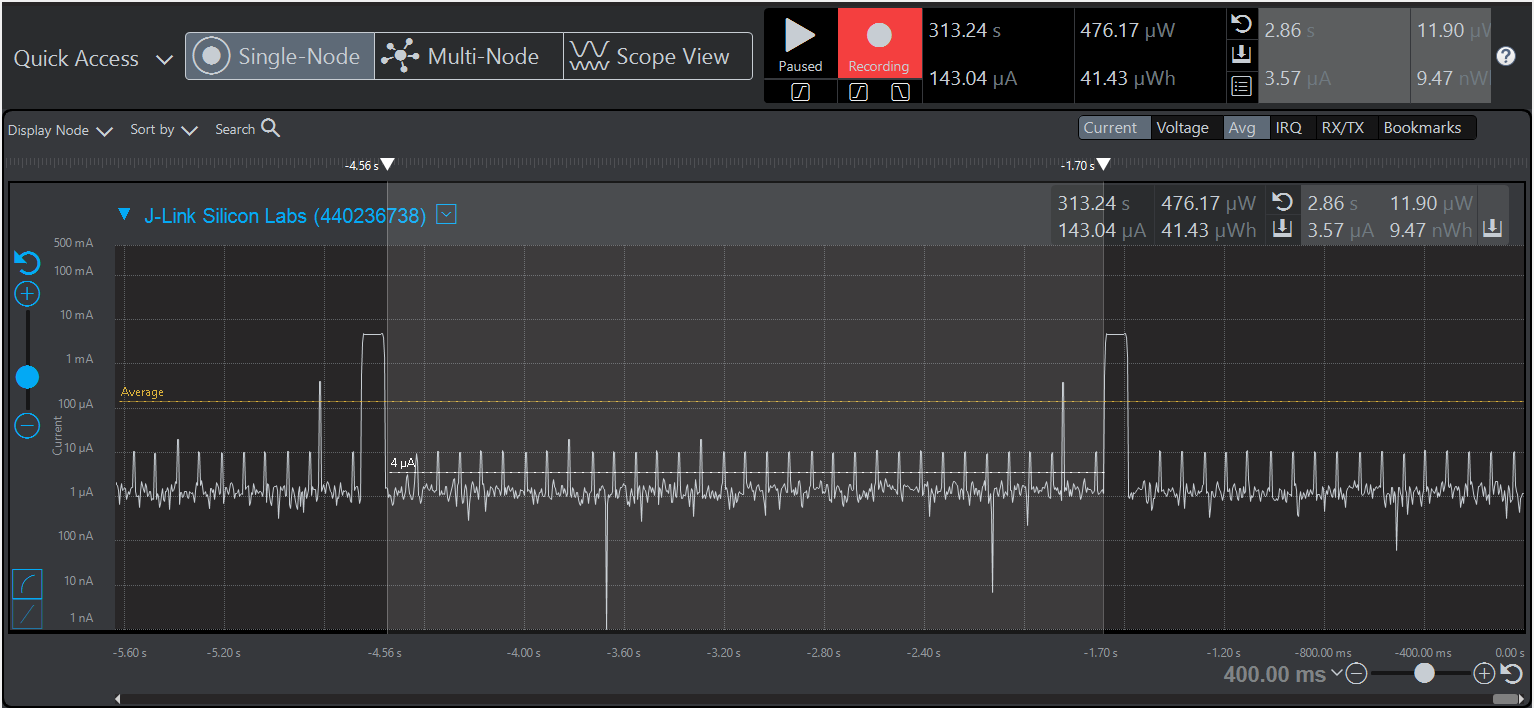 Quick Access Single-Node Multi-Node Scope View
Paused Recording
313.24 s 476.17 µW 2.86 s 11.90 µW
143.04 µA 41.43 µWh 3.57 µA 9.47 nW
?
Display Node Sort by Search Current Voltage Avg IRQ RX/TX Bookmarks
-4.56 s -1.70 s
J-Link Silicon Labs (440236738)
313.24 s 476.17 µW 2.86 s 11.90 µW
143.04 µA 41.43 µWh 3.57 µA 9.47 nWh
500 mA
100 mA
10 mA
1 mA
Average
100 µA
Current
10 µA
4 µA
1 µA
100 nA
10 nA
1 nA
-5.60 s -5.20 s -4.56 s -4.00 s -3.60 s -3.20 s -2.80 s -2.40 s -1.70 s -1.20 s -800.00 ms -400.00 ms 0.00 s
400.00 ms